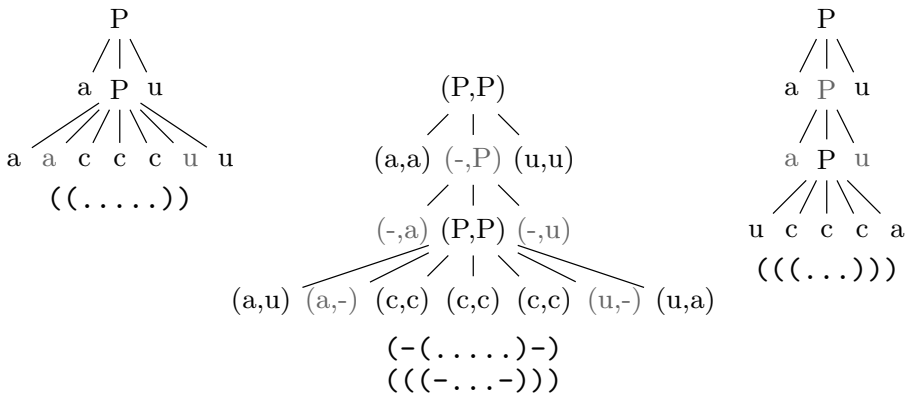 P
a P u
a a c c c u u
((.....))
(P,P)
(a,a) (-,P) (u,u)
(-,a) (P,P) (-,u)
(a,u) (a,-) (c,c) (c,c) (c,c) (u,-) (u,a)
(-(.....)-)
(((-...-)))
P
a P u
a P u
u c c c a
(((...)))